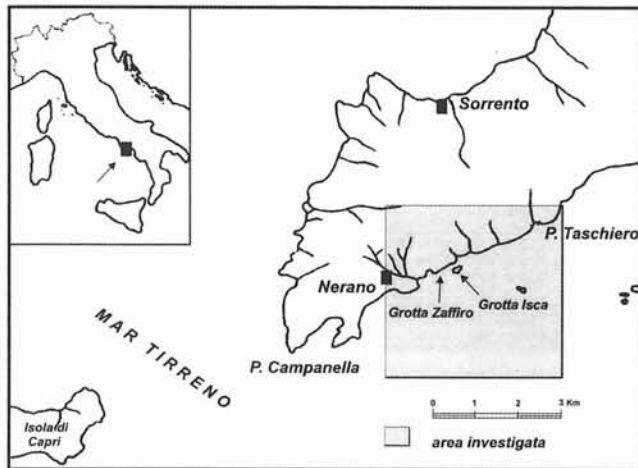 Sorrento
P. Taschiero
Nerano
Grotta Zaffiro
Grotta Isca
P. Campanella
MAR TIRRENO
Isola di
Capri
0 1 2 3 Km
area investigata